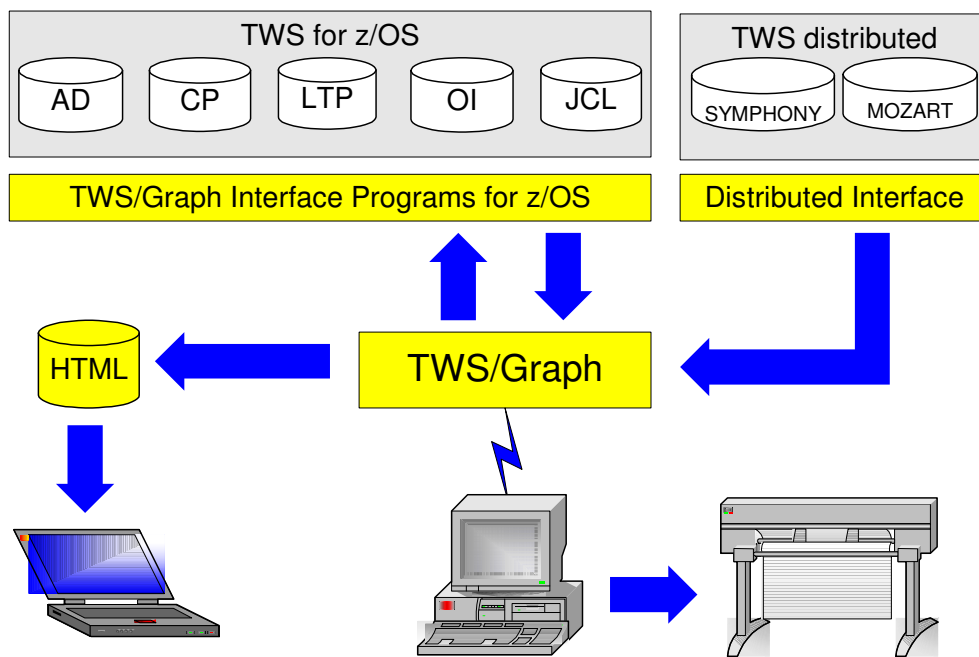 TWS for z/OS
AD
CP
LTP
OI
JCL
TWS distributed
SYMPHONY
MOZART
TWS/Graph Interface Programs for z/OS
Distributed Interface
HTML
TWS/Graph